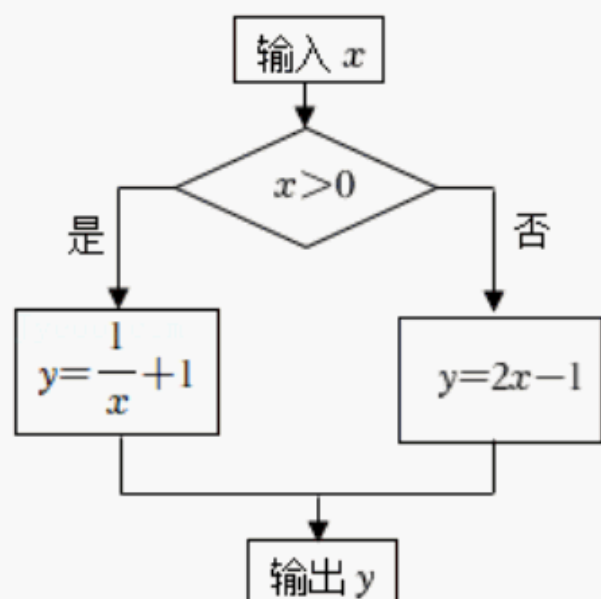 输入 x
x>0
是
否
y=1/x+1
y=2x-1
输出 y